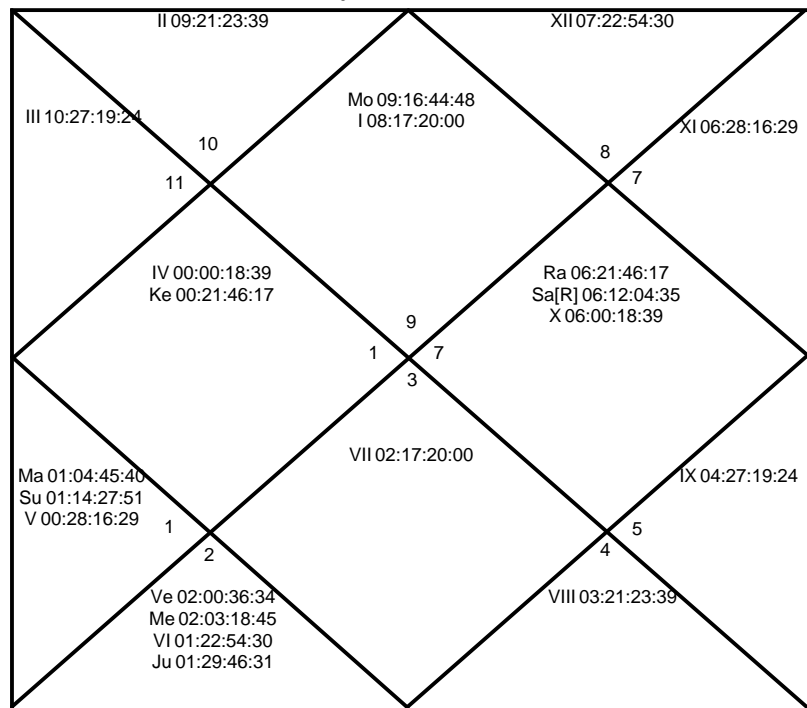 II 09:21:23:39
XII 07:22:54:30
Mo 09:16:44:48
I 08:17:20:00
III 10:27:19:24
XI 06:28:16:29
10
8
11
7
IV 00:00:18:39
Ke 00:21:46:17
Ra 06:21:46:17
Sa[R] 06:12:04:35
X 06:00:18:39
9
1
7
3
VII 02:17:20:00
Ma 01:04:45:40
Su 01:14:27:51
V 00:28:16:29
IX 04:27:19:24
1
5
2
4
Ve 02:00:36:34
Me 02:03:18:45
VI 01:22:54:30
Ju 01:29:46:31
VIII 03:21:23:39